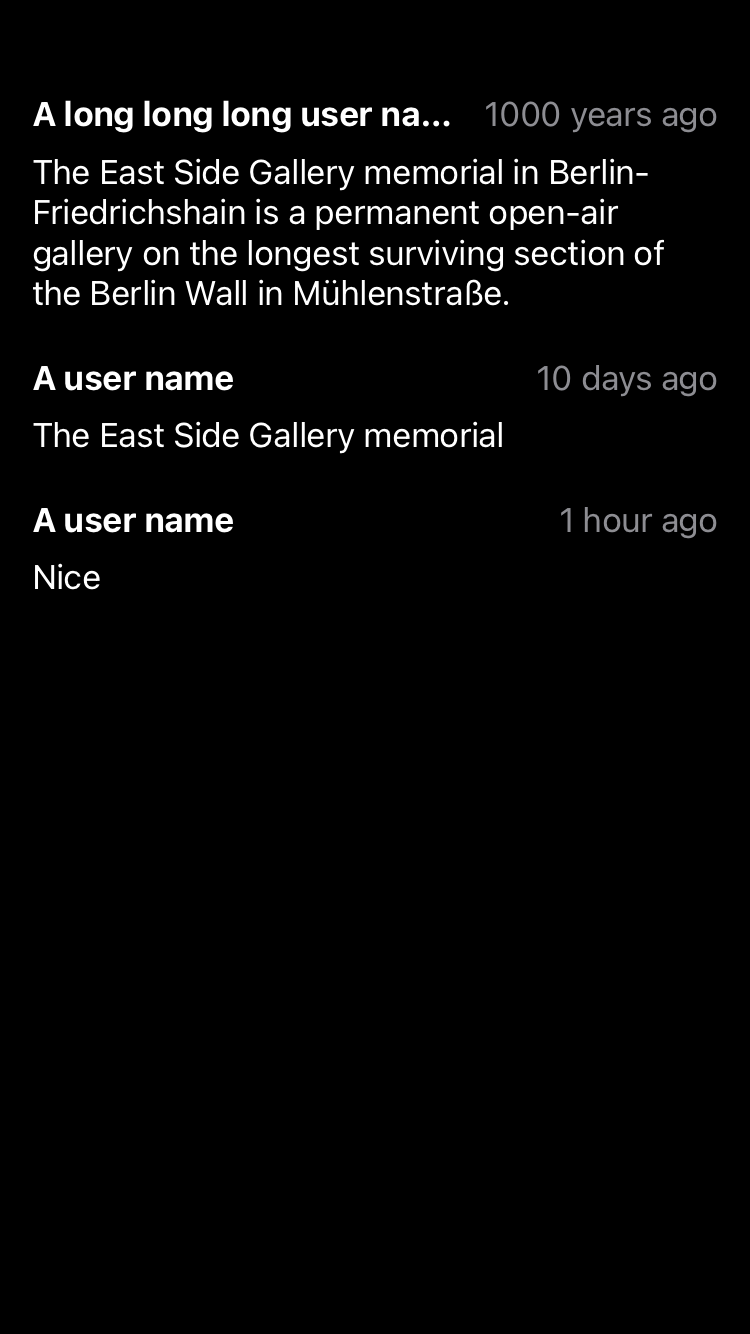 A long long long user na... 1000 years ago
The East Side Gallery memorial in Berlin-
Friedrichshain is a permanent open-air
gallery on the longest surviving section of
the Berlin Wall in Mühlenstraße.
A user name 10 days ago
The East Side Gallery memorial
A user name 1 hour ago
Nice